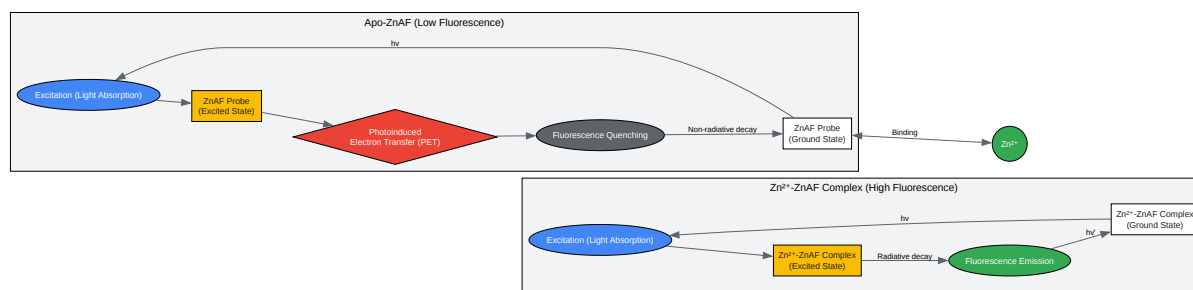 Apo-ZnAF (Low Fluorescence)
hν
Excitation (Light Absorption)
ZnAF Probe
(Excited State)
Photoinduced
Electron Transfer (PET)
Fluorescence Quenching
Non-radiative decay
ZnAF Probe
(Ground State)
Binding
Zn²⁺
Zn²⁺-ZnAF Complex (High Fluorescence)
hν
Excitation (Light Absorption)
Zn²⁺-ZnAF Complex
(Excited State)
Radiative decay
Fluorescence Emission
hν'
Zn²⁺-ZnAF Complex
(Ground State)